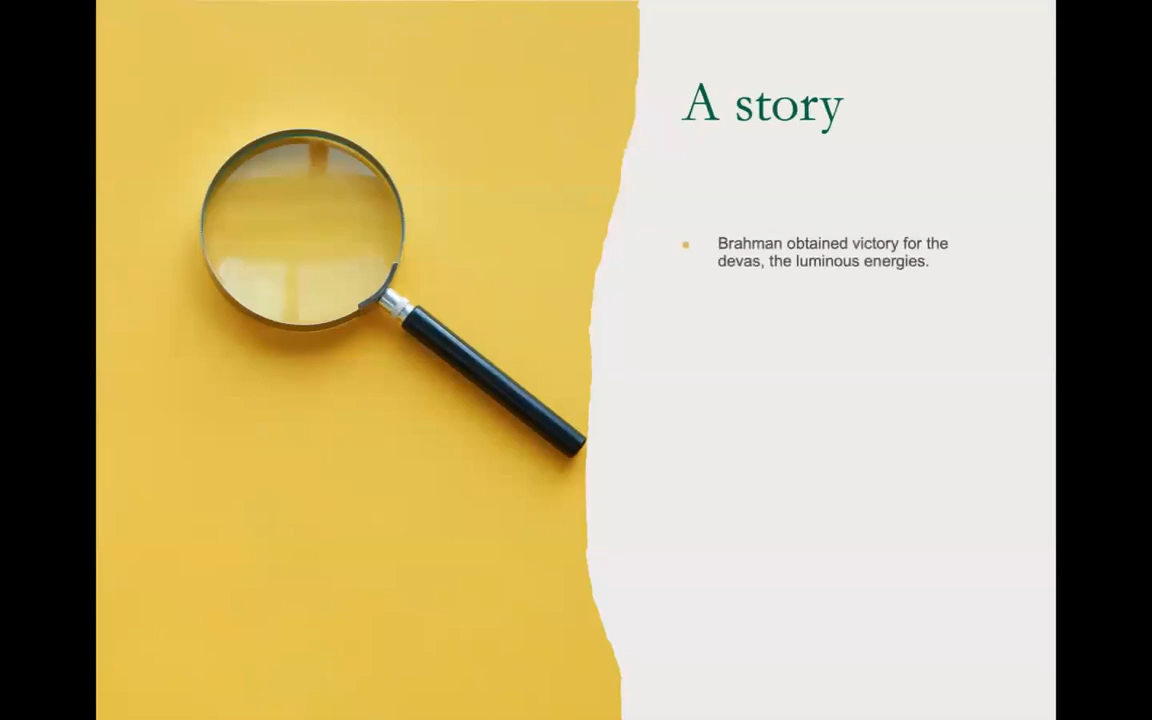 A story
Brahman obtained victory for the
devas, the luminous energies.